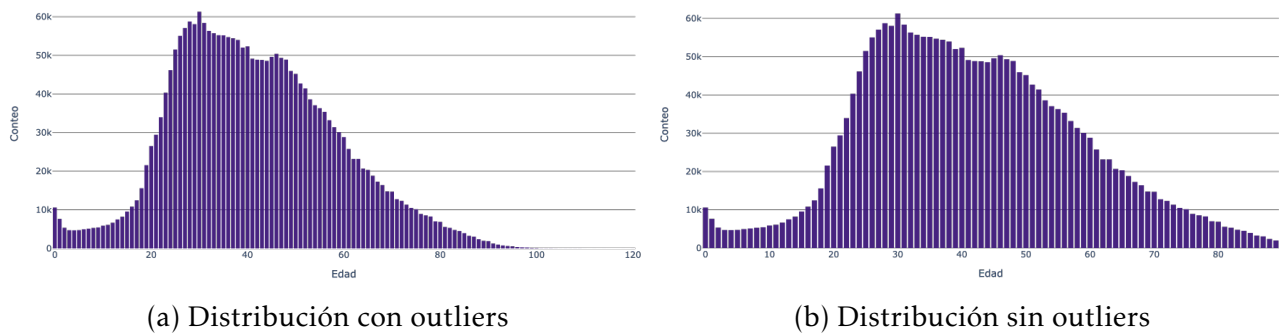 60k
50k
40k
30k
20k
10k
0
Conteo
0
20
40
60
80
100
120
Edad
(a) Distribución con outliers
60k
50k
40k
30k
20k
10k
0
Conteo
0
10
20
30
40
50
60
70
80
Edad
(b) Distribución sin outliers